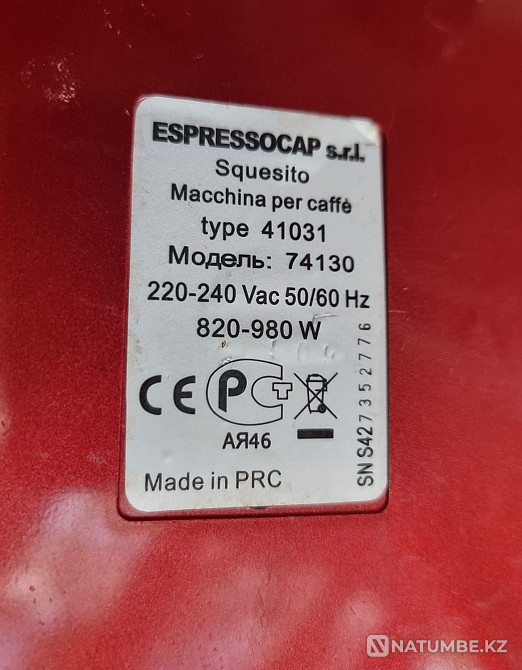 ESPRESSOCAP s.r.l.
Squesito
Macchina per caffè
type 41031
Модель: 74130
220-240 Vac 50/60 Hz
820-980 W
CE PCT
АЯ46
Made in PRC
SN S427352776
NATUMBE.KZ